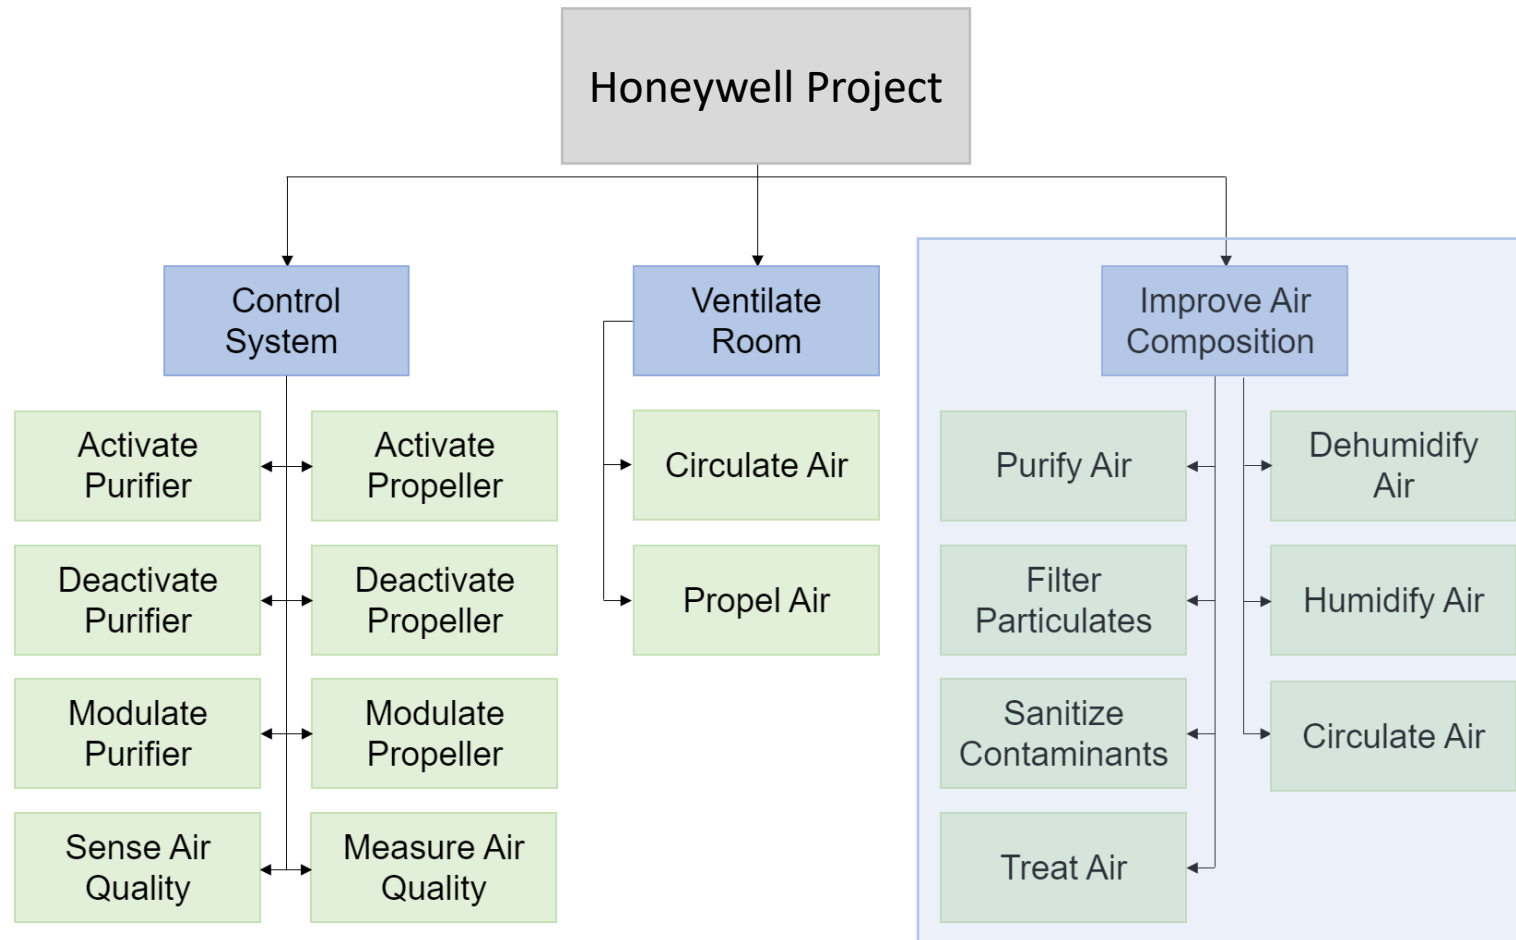 Honeywell Project
Control
System
Ventilate
Room
Improve Air
Composition
Activate
Purifier
Activate
Propeller
Circulate Air
Purify Air
Dehumidify
Air
Deactivate
Purifier
Deactivate
Propeller
Propel Air
Filter
Particulates
Humidify Air
Modulate
Purifier
Modulate
Propeller
Sanitize
Contaminants
Circulate Air
Sense Air
Quality
Measure Air
Quality
Treat Air